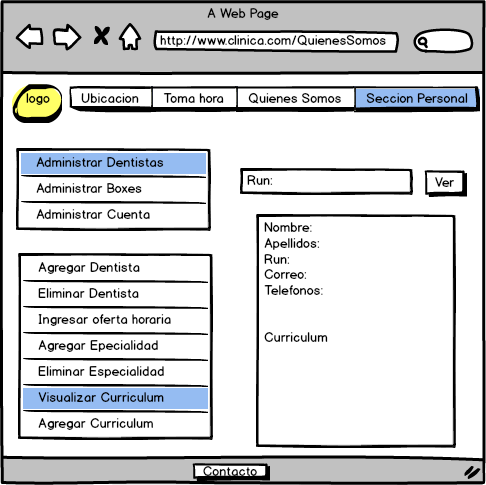 A Web Page
http://www.clinica.com/QuienesSomos
logo
Ubicacion
Toma hora
Quienes Somos
Seccion Personal
Administrar Dentistas
Administrar Boxes
Administrar Cuenta
Agregar Dentista
Eliminar Dentista
Ingresar oferta horaria
Agregar Epecialidad
Eliminar Especialidad
Visualizar Curriculum
Agregar Curriculum
Run:
Ver
Nombre:
Apellidos:
Run:
Correo:
Telefonos:
Curriculum
Contacto